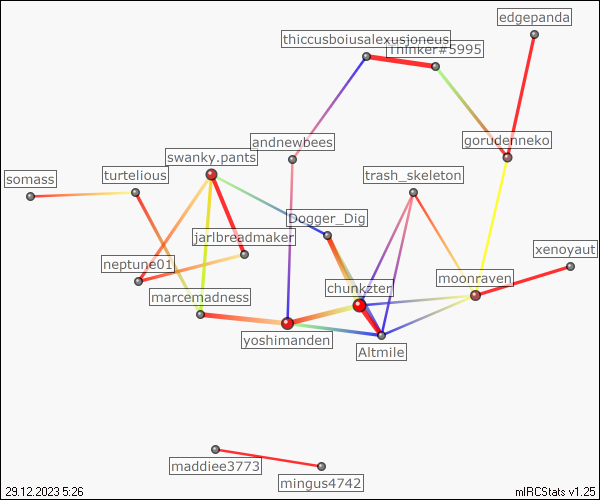 edgepanda
thiccusboiusalexusjoneus
Thinker#5995
andnewbees
gorudenneko
swanky.pants
somass
turtelious
trash_skeleton
Dogger_Dig
jarlbreadmaker
xenoyaut
neptune01
moonraven
chunkzter
marcemadness
yoshimanden
Altmile
maddiee3773
mingus4742
29.12.2023 5:26
mIRCStats v1.25